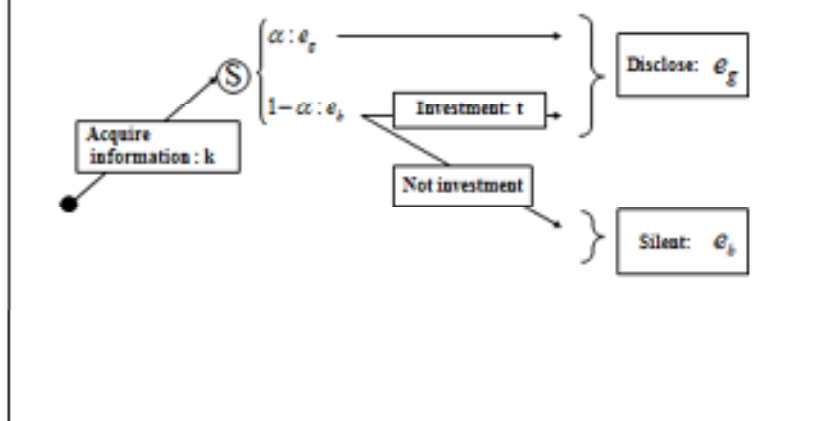 α : e_g
Disclose: e_g
S
1−α : e_b
Investment: t
Acquire
information : k
Not investment
Silent: e_b